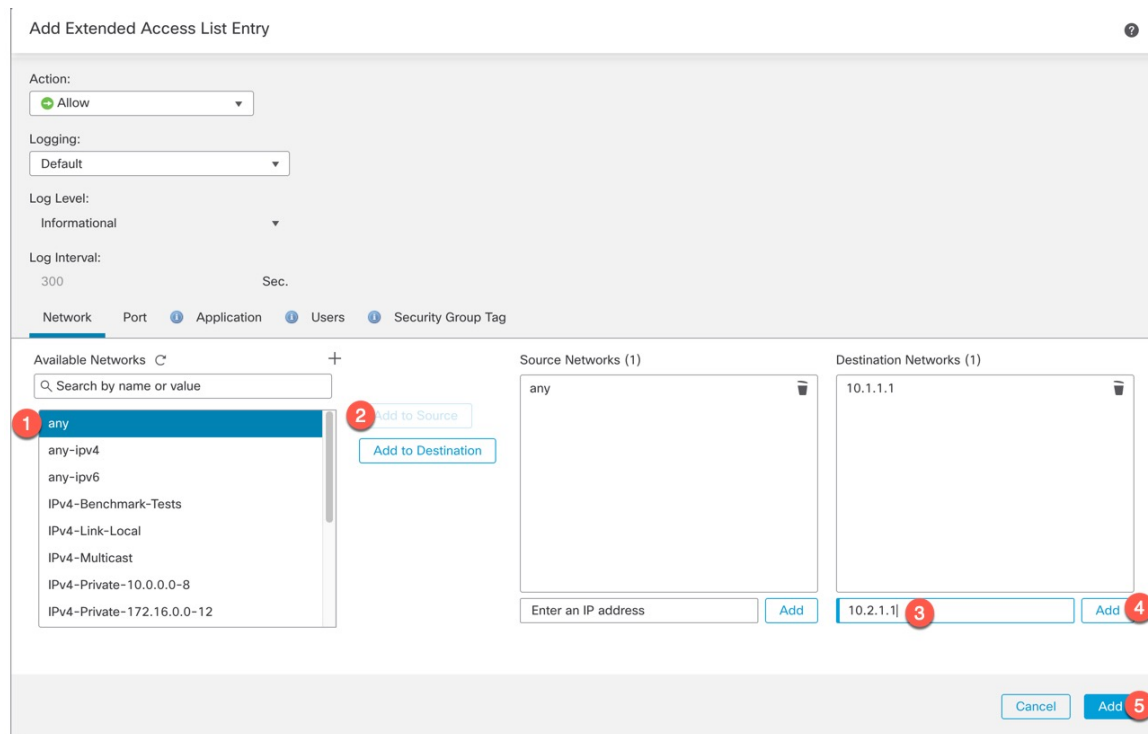 Add Extended Access List Entry
?
Action:
Allow
Logging:
Default
Log Level:
Informational
Log Interval:
300 Sec.
Network Port i Application i Users i Security Group Tag
Available Networks
Search by name or value
1 any
any-ipv4
any-ipv6
IPv4-Benchmark-Tests
IPv4-Link-Local
IPv4-Multicast
IPv4-Private-10.0.0.0-8
IPv4-Private-172.16.0.0-12
2 Add to Source
Add to Destination
Source Networks (1)
any
Enter an IP address Add
Destination Networks (1)
10.1.1.1
10.2.1.1 3 Add 4
Cancel Add 5